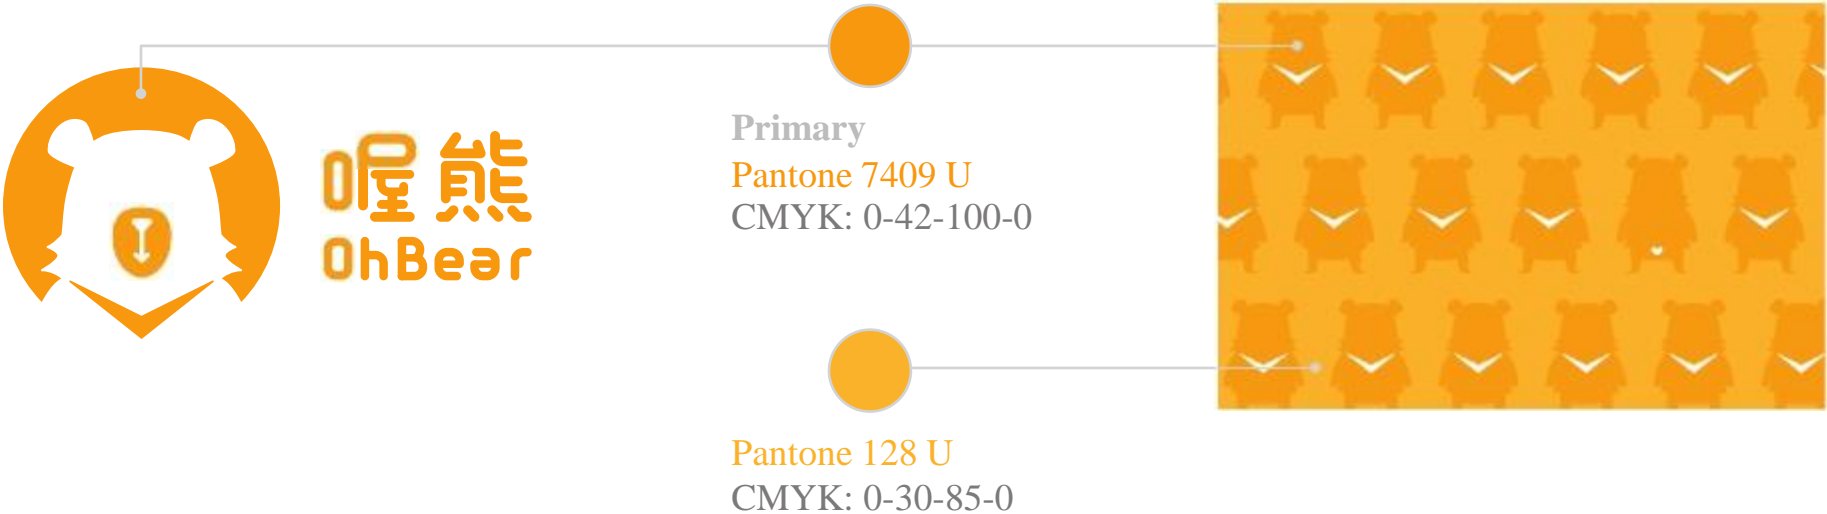 喔熊
OhBear
Primary
Pantone 7409 U
CMYK: 0-42-100-0
Pantone 128 U
CMYK: 0-30-85-0